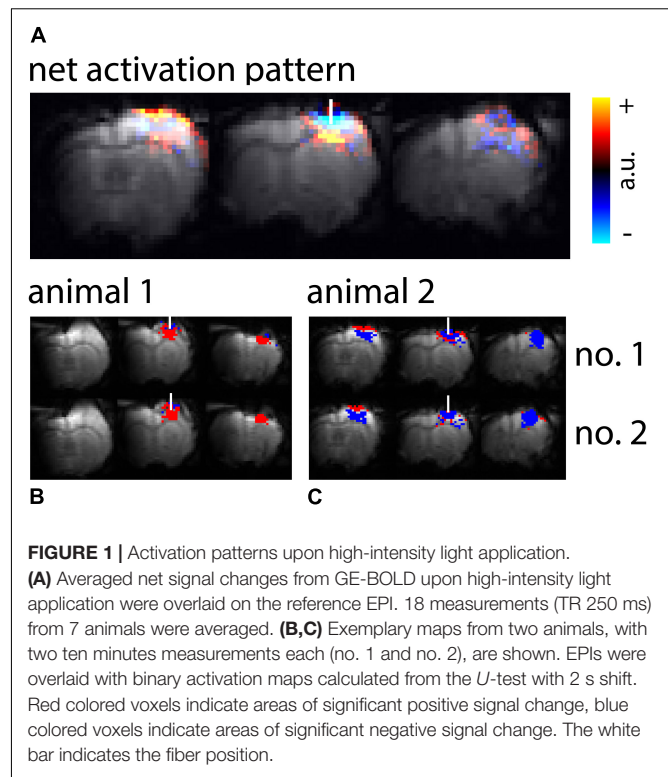 A
net activation pattern
+
a.u.
-
animal 1
animal 2
no. 1
no. 2
B
C
FIGURE 1 | Activation patterns upon high-intensity light application.
(A) Averaged net signal changes from GE-BOLD upon high-intensity light
application were overlaid on the reference EPI. 18 measurements (TR 250 ms)
from 7 animals were averaged. (B,C) Exemplary maps from two animals, with
two ten minutes measurements each (no. 1 and no. 2), are shown. EPIs were
overlaid with binary activation maps calculated from the U-test with 2 s shift.
Red colored voxels indicate areas of significant positive signal change, blue
colored voxels indicate areas of significant negative signal change. The white
bar indicates the fiber position.